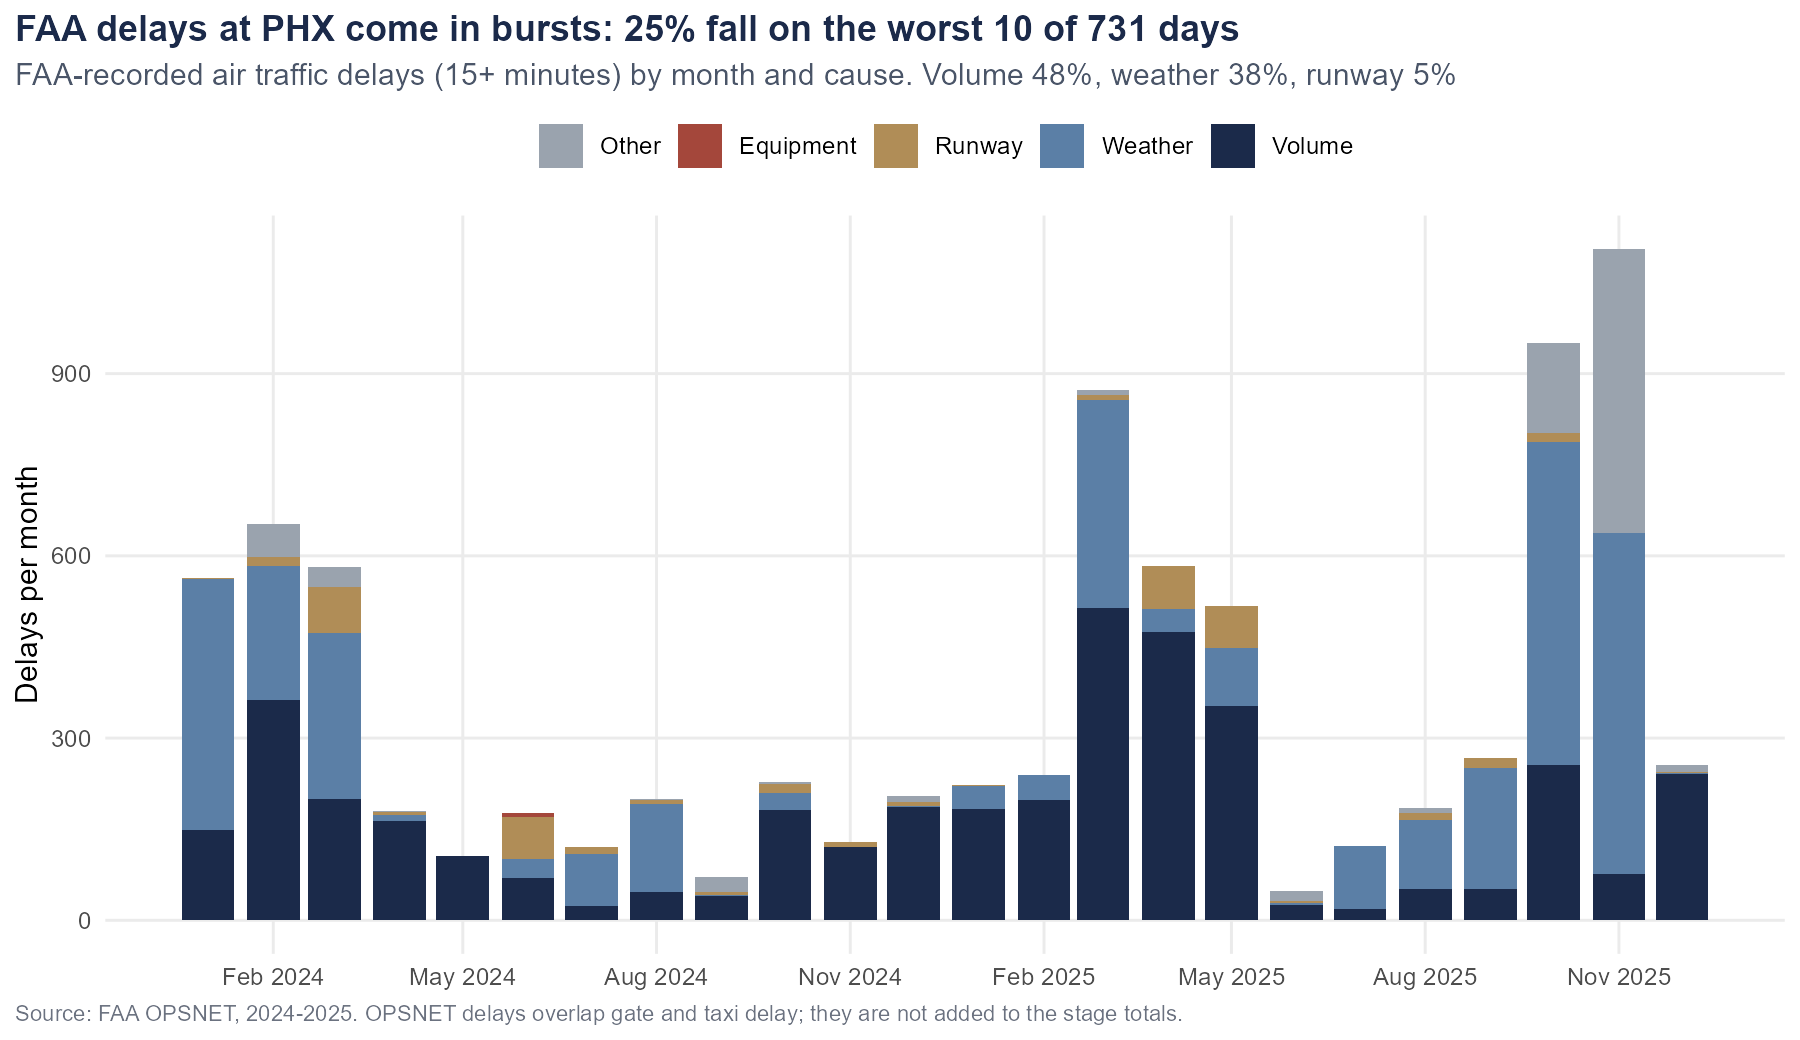 FAA delays at PHX come in bursts: 25% fall on the worst 10 of 731 days
FAA-recorded air traffic delays (15+ minutes) by month and cause. Volume 48%, weather 38%, runway 5%
Other Equipment Runway Weather Volume
Delays per month
900
600
300
0
Feb 2024 May 2024 Aug 2024 Nov 2024 Feb 2025 May 2025 Aug 2025 Nov 2025
Source: FAA OPSNET, 2024-2025. OPSNET delays overlap gate and taxi delay; they are not added to the stage totals.